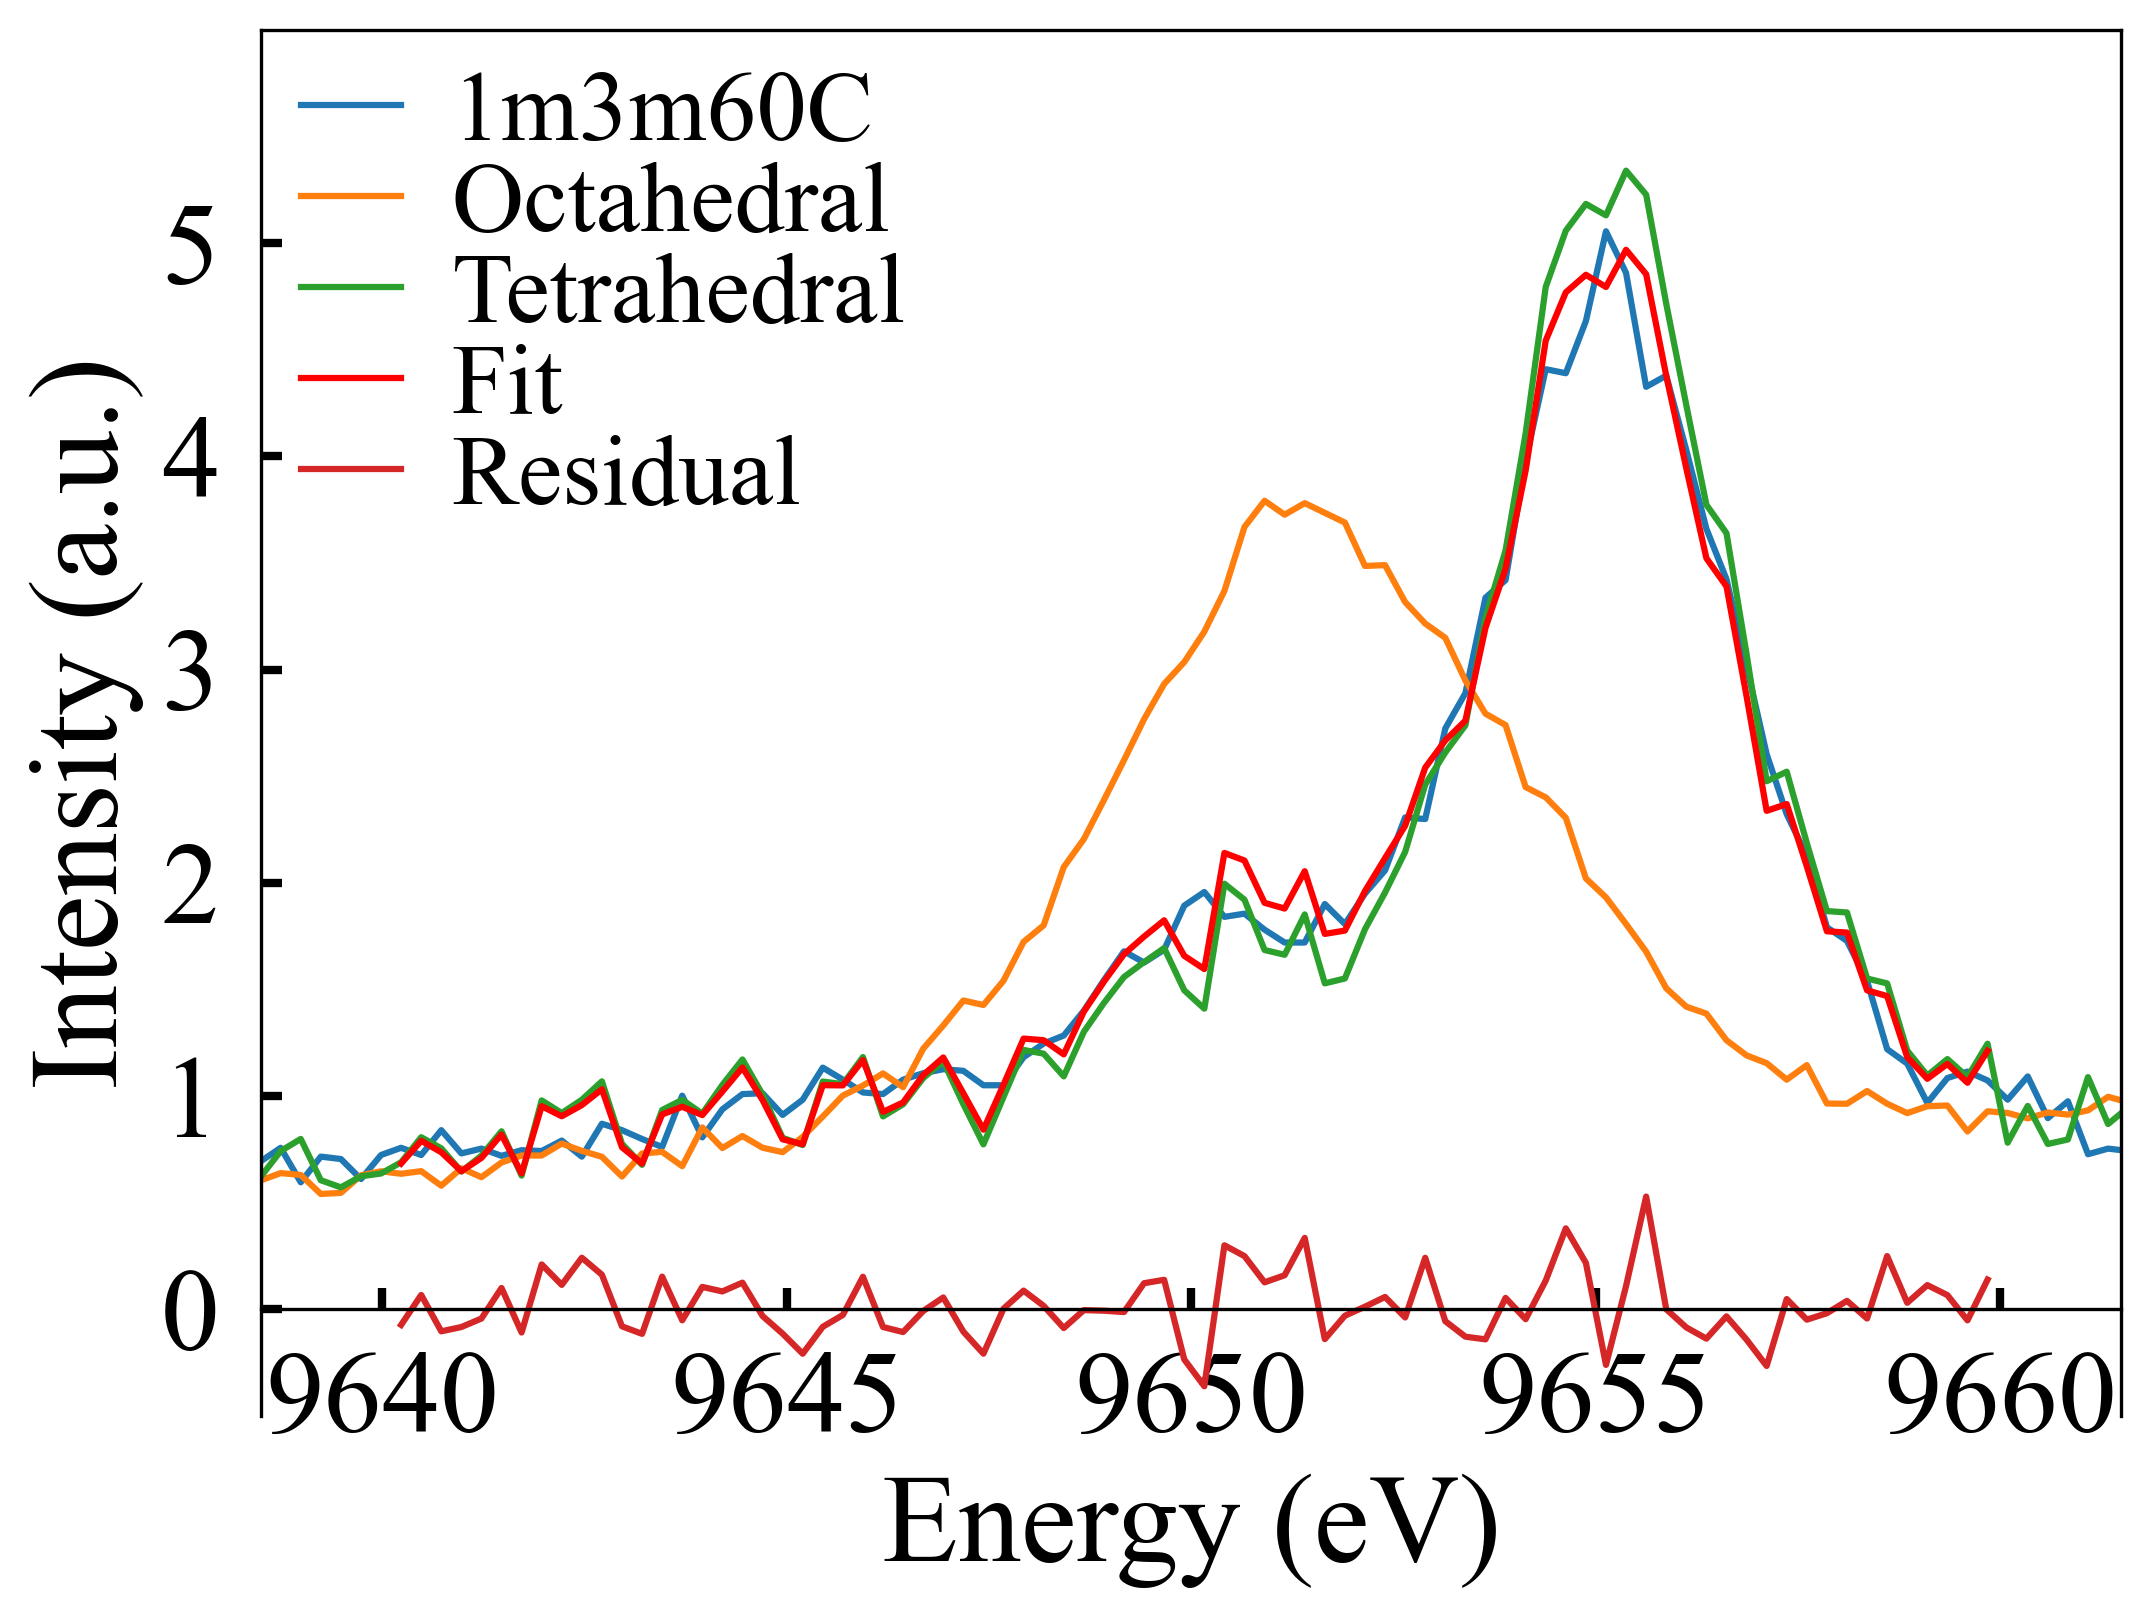 1m3m60C
Octahedral
Tetrahedral
Fit
Residual
5
4
3
2
1
0
Intensity (a.u.)
9640 9645 9650 9655 9660
Energy (eV)